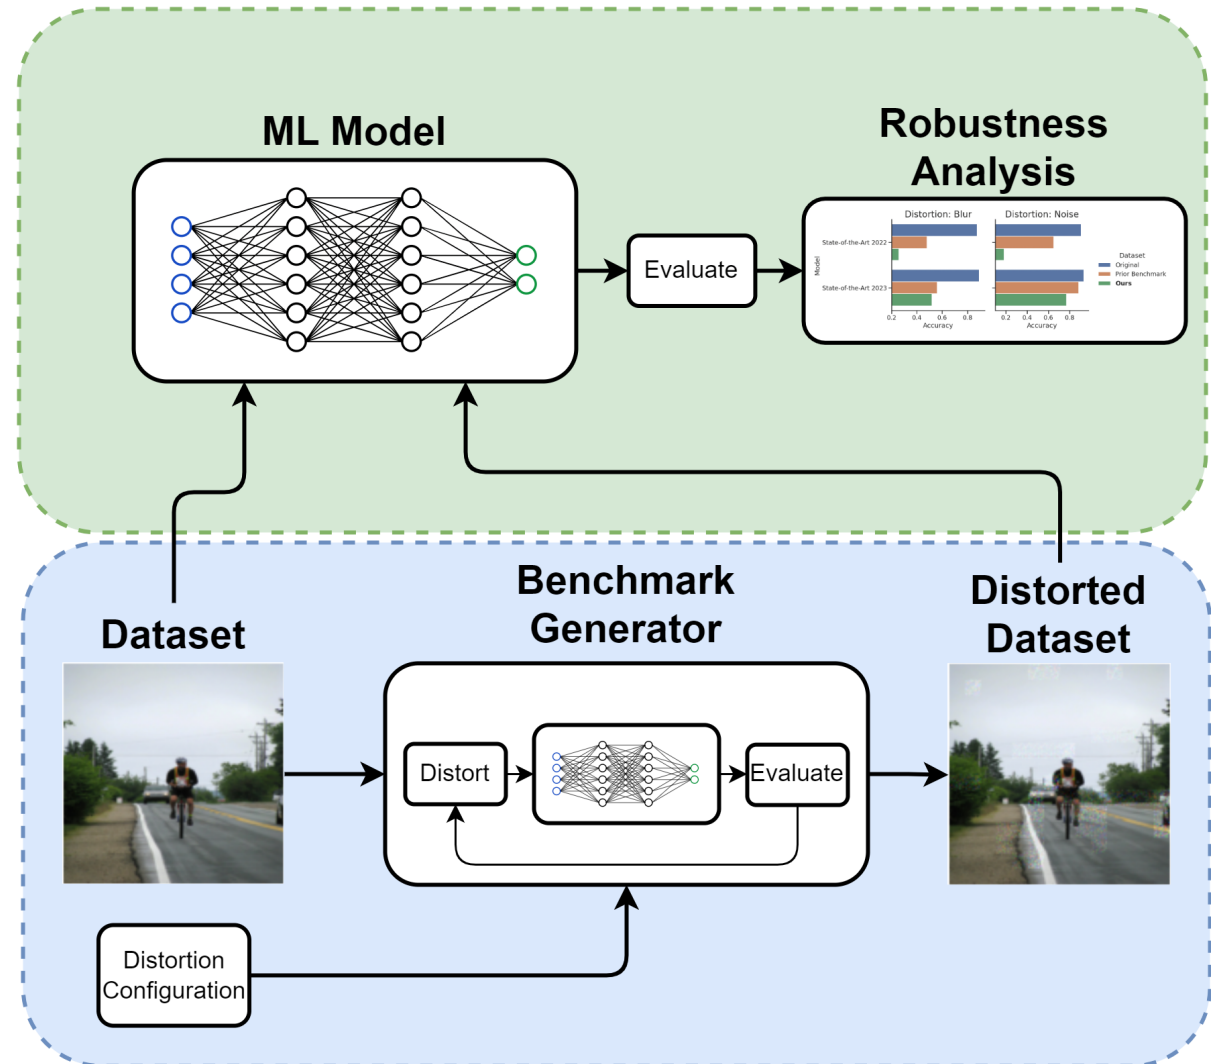 ML Model
Robustness
Analysis
Distortion: Blur
Distortion: Noise
State-of-the-Art 2022
State-of-the-Art 2023
Model
0.2 0.4 0.6 0.8
Accuracy
0.4 0.6 0.8
Accuracy
Dataset
Original
Prior Benchmark
Ours
Evaluate
Benchmark
Generator
Dataset
Distorted
Dataset
Distort
Evaluate
Distortion
Configuration